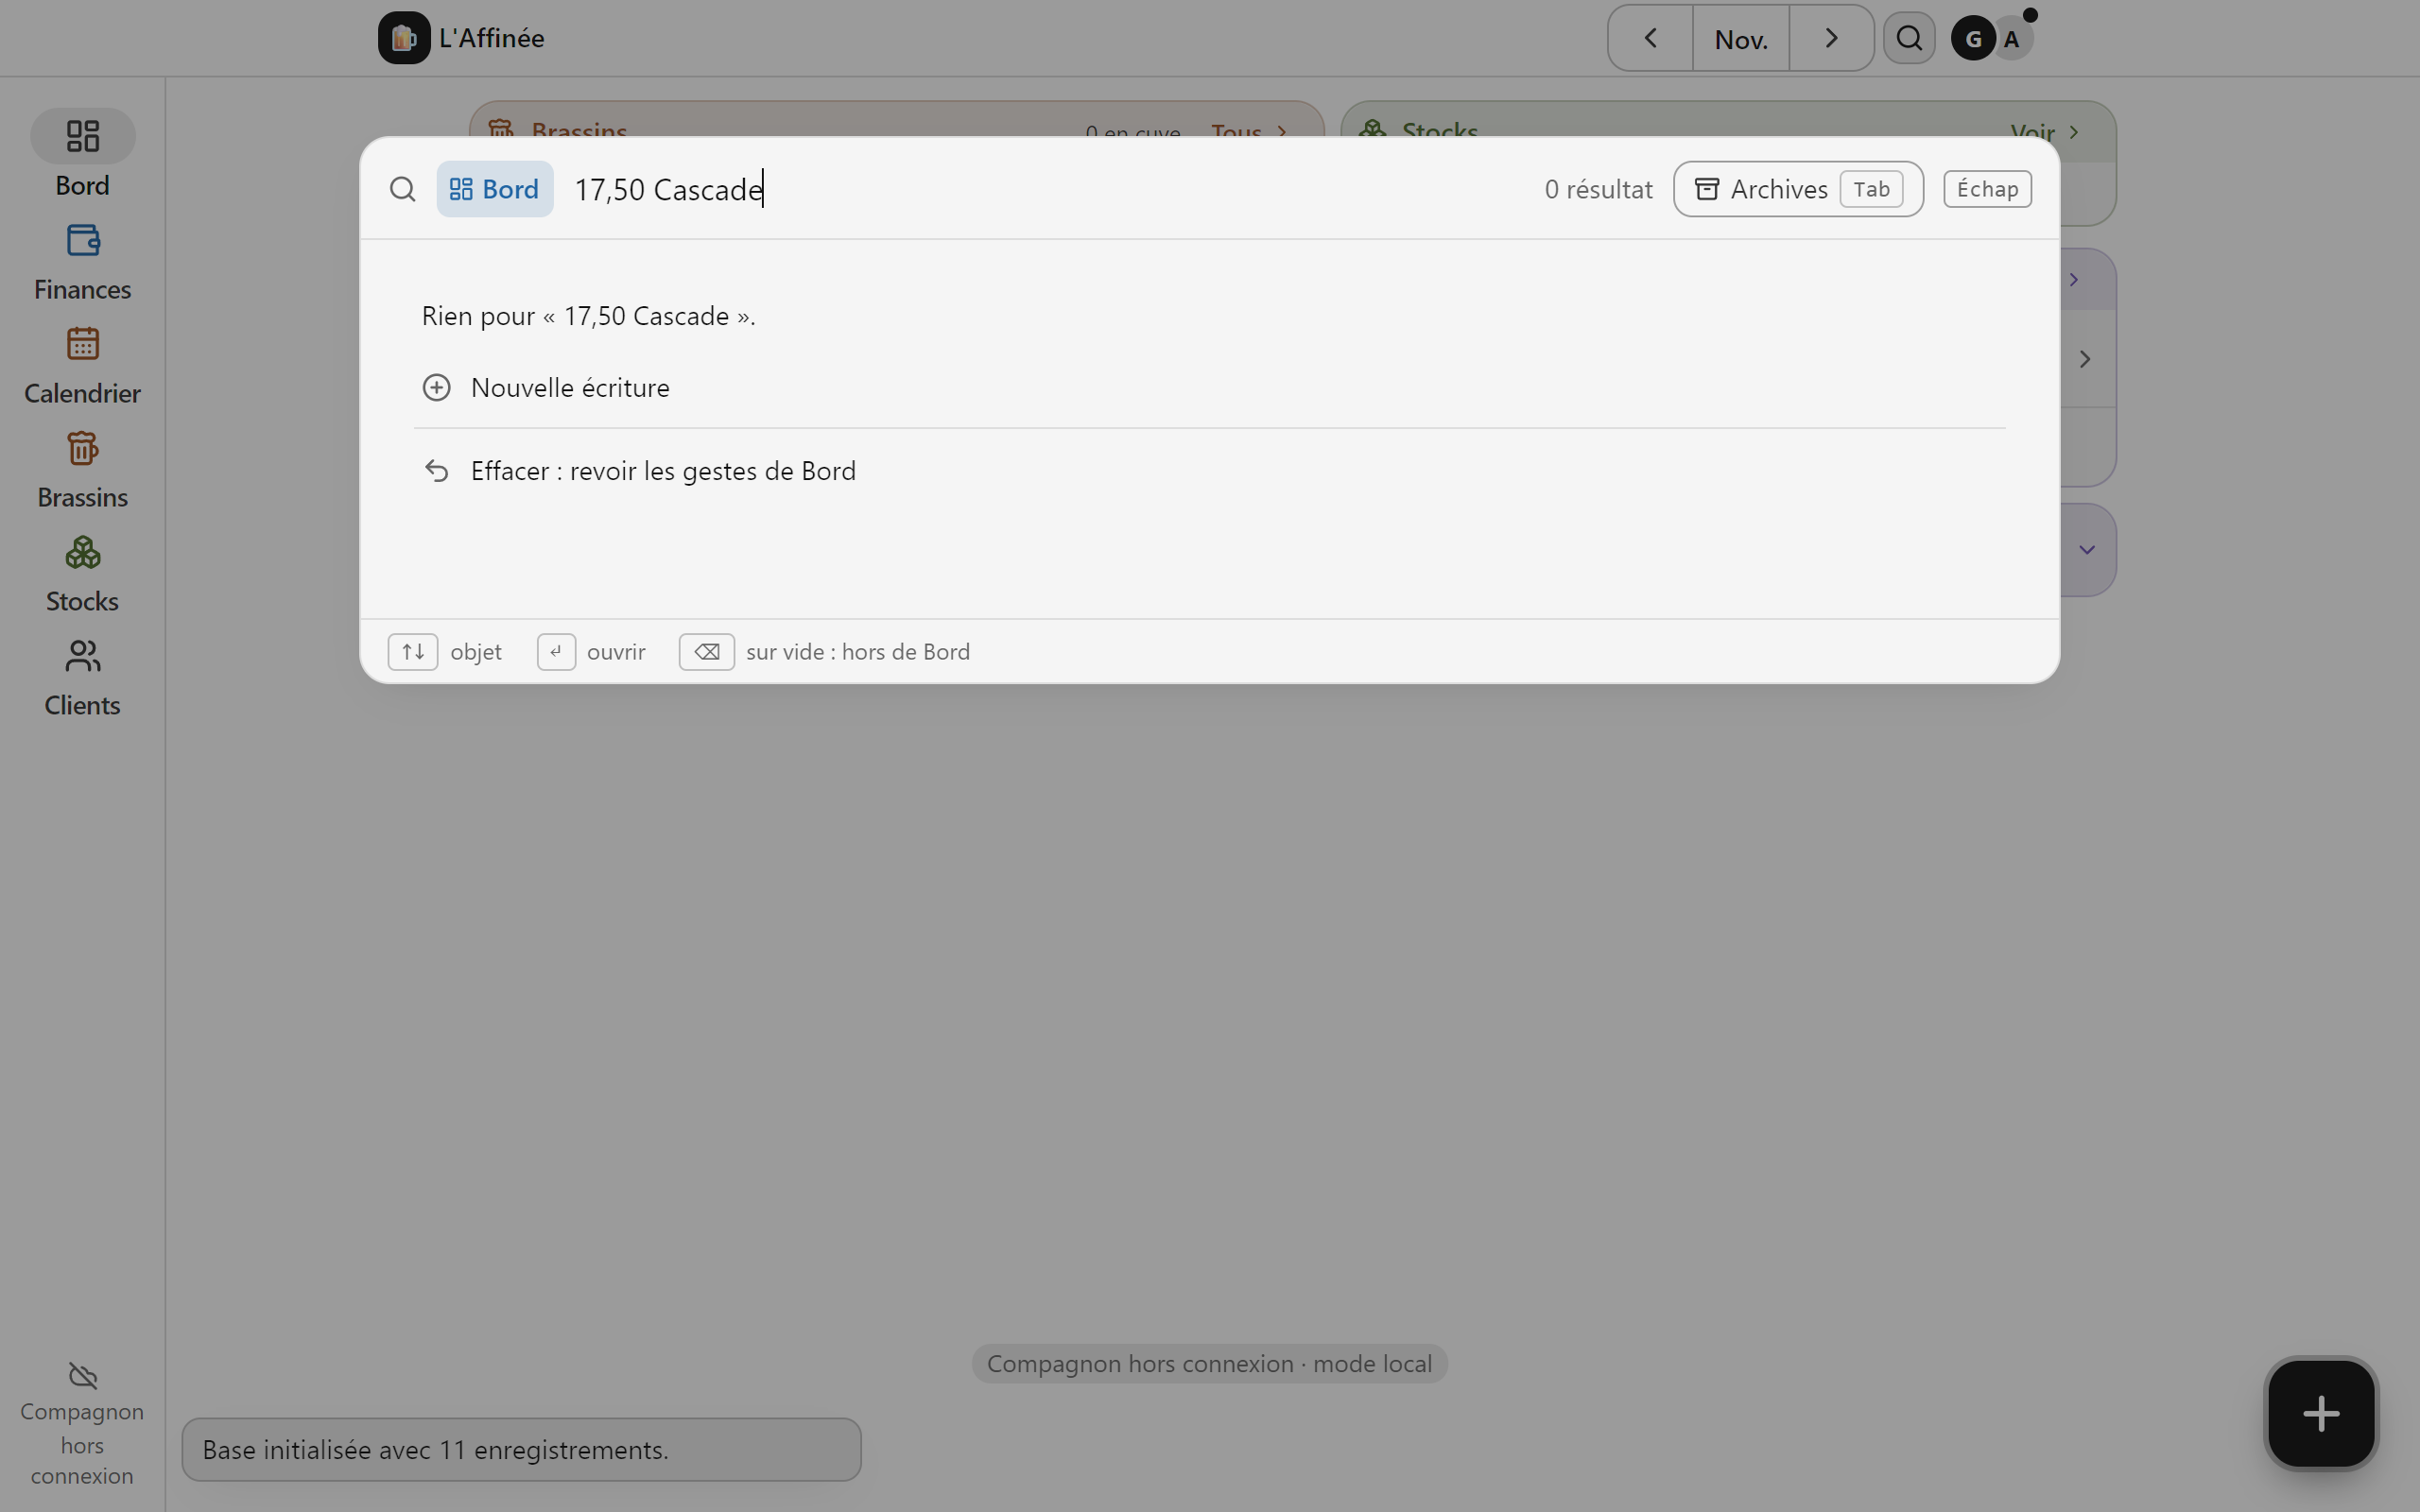 L'Affinée
Nov.
G A
Brassins 0 en cuve Tous
Stocks Voir
Bord 17,50 Cascade 0 résultat Archives Tab Échap
Rien pour « 17,50 Cascade ».
Nouvelle écriture
Effacer : revoir les gestes de Bord
↑↓ objet ↵ ouvrir ⌫ sur vide : hors de Bord
Bord
Finances
Calendrier
Brassins
Stocks
Clients
Compagnon
hors
connexion
Compagnon hors connexion · mode local
Base initialisée avec 11 enregistrements.